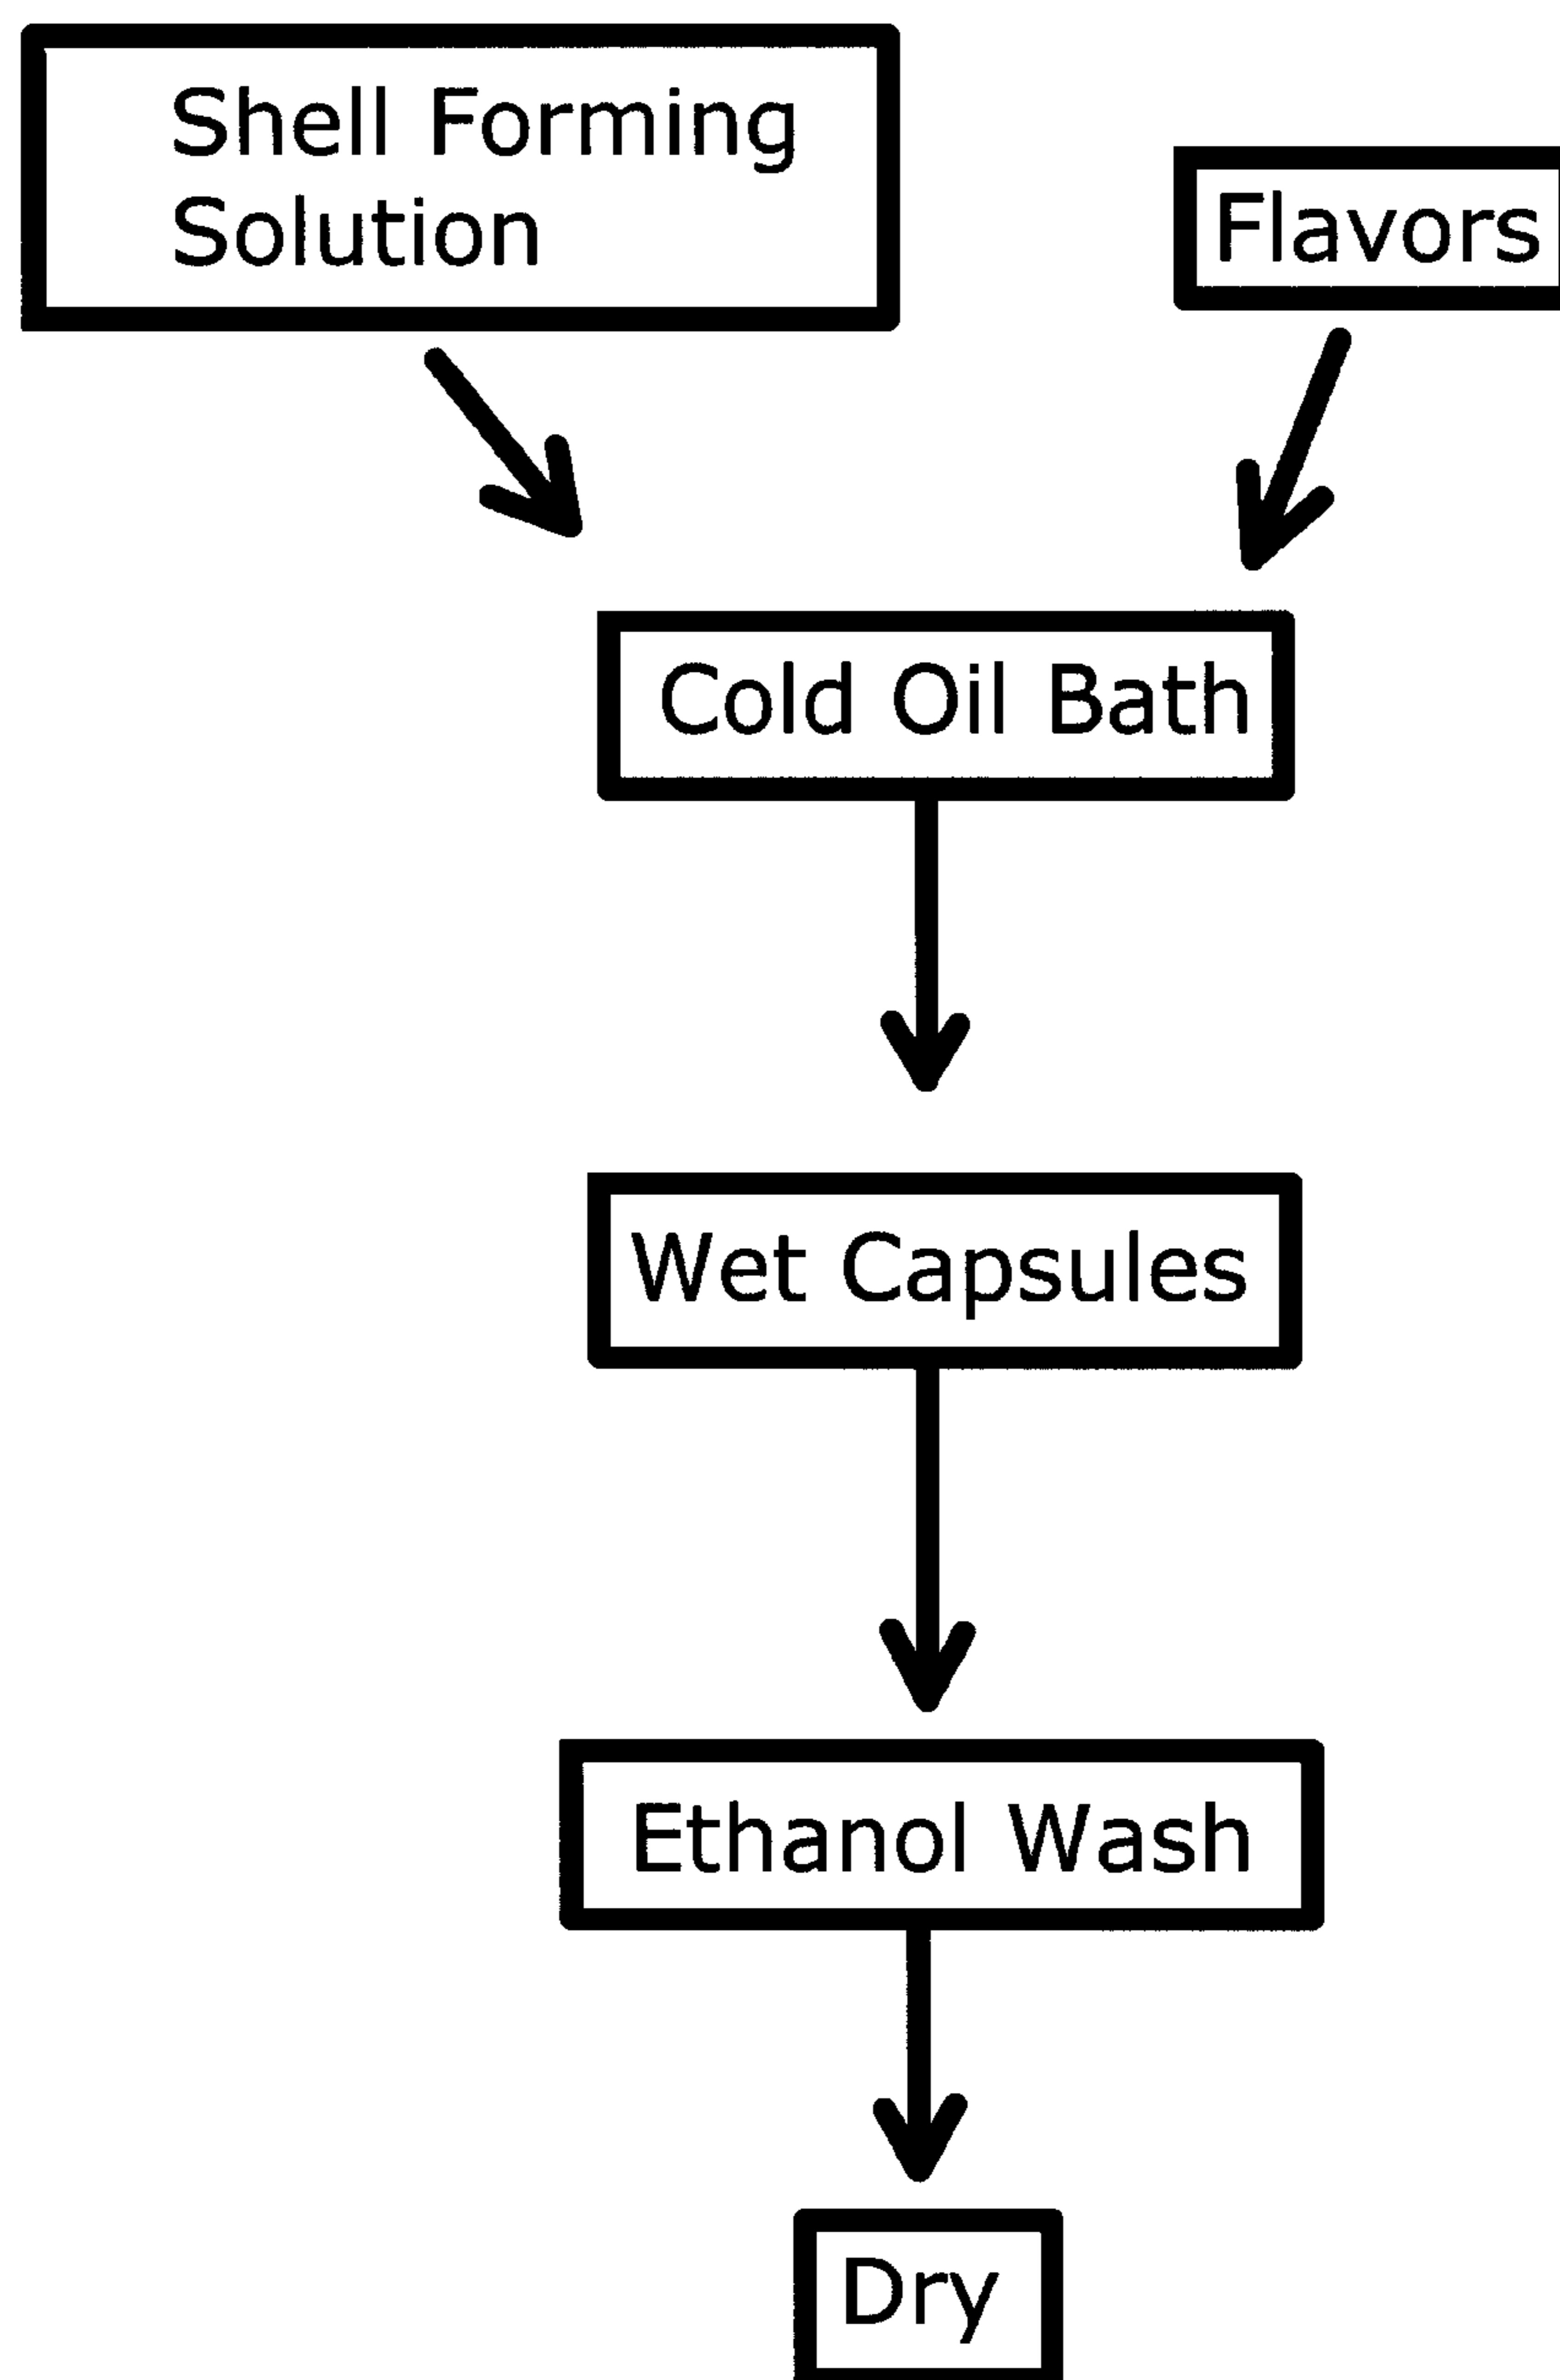 Shell Forming
Solution
Flavors
Cold Oil Bath
Wet Capsules
Ethanol Wash
Dry